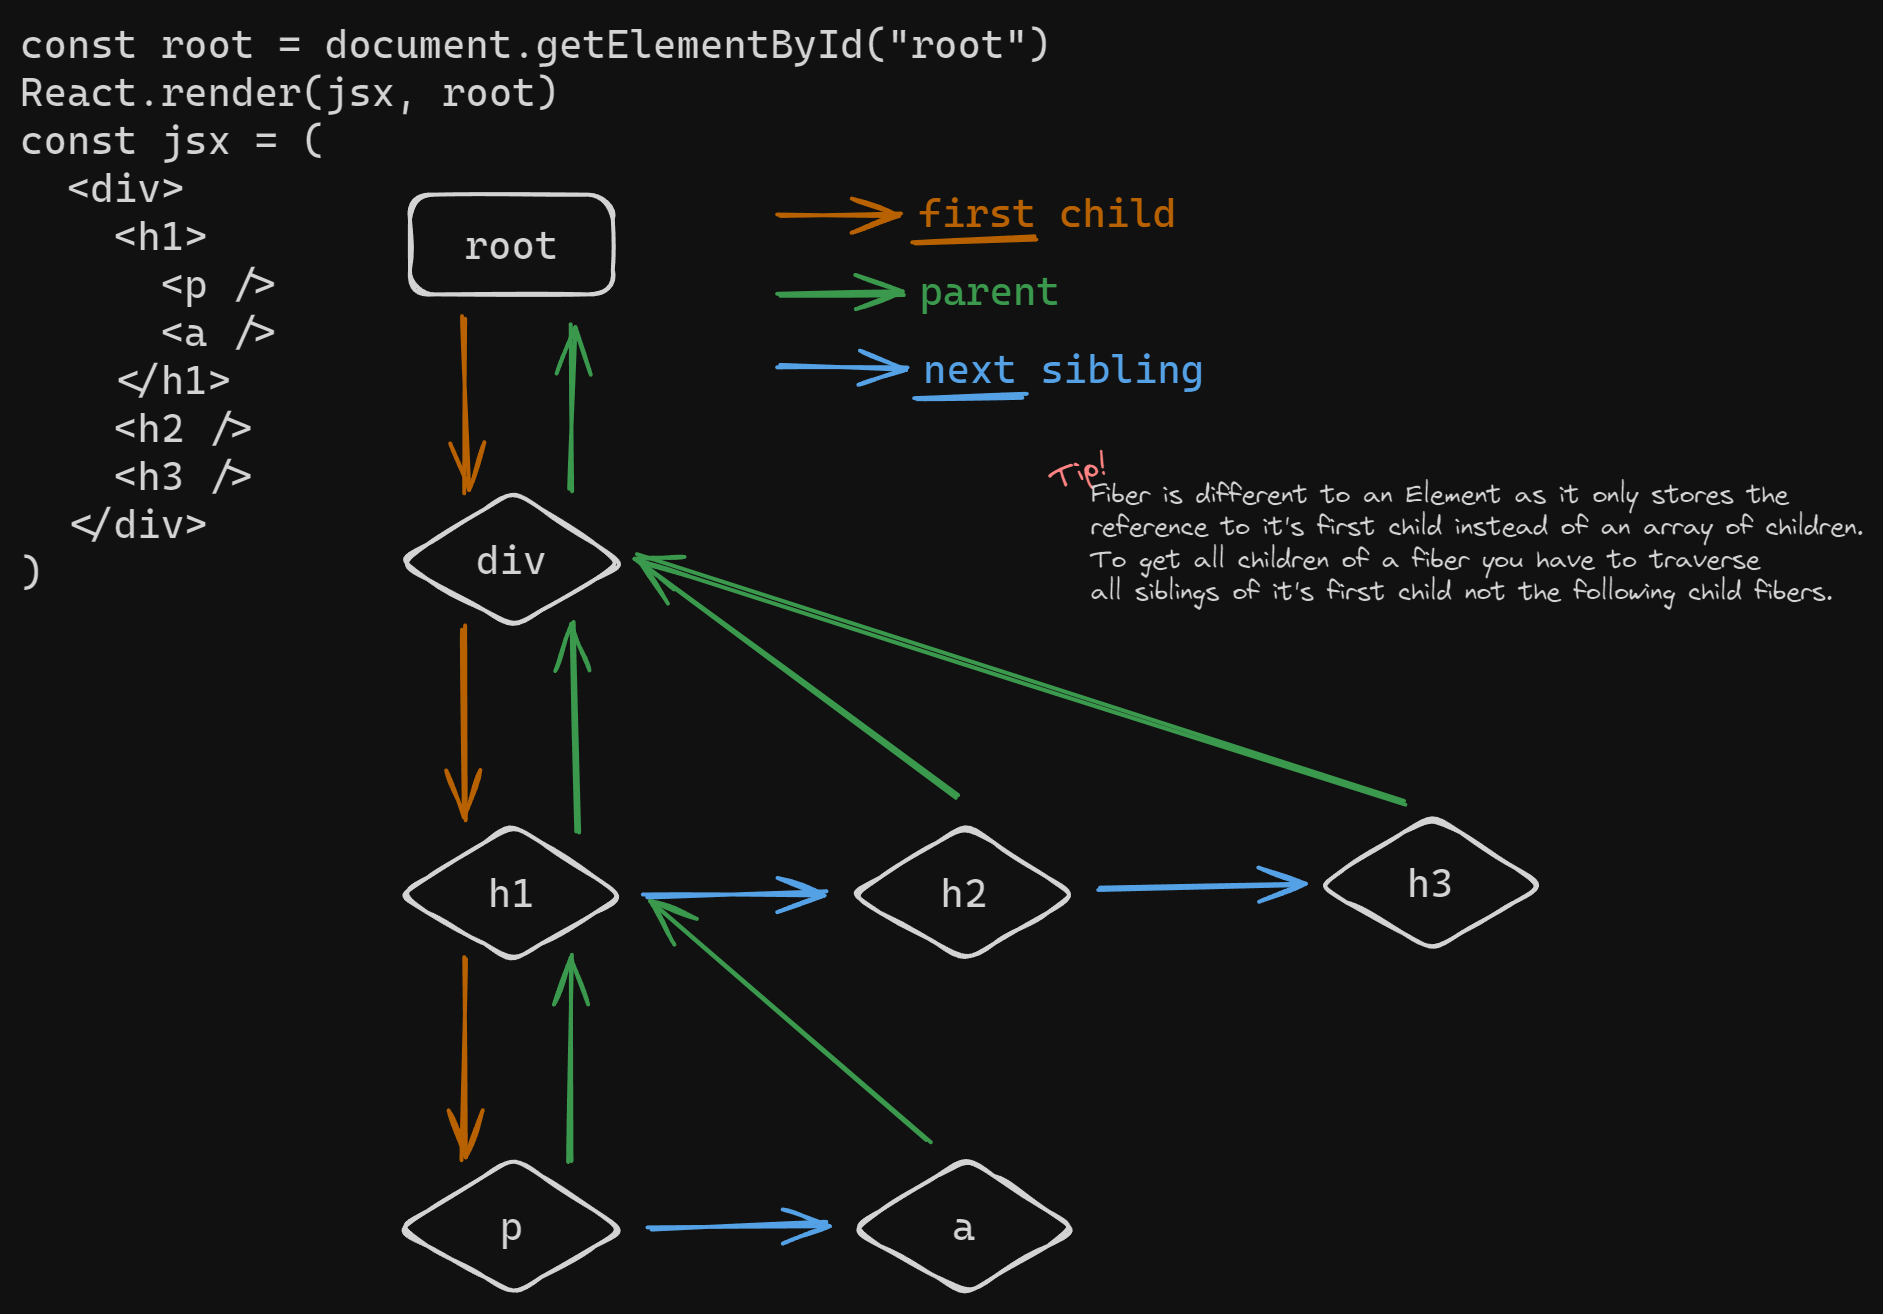 const root = document.getElementById("root")
React.render(jsx, root)
const jsx = (
  <div>
    <h1>
      <p />
      <a />
    </h1>
    <h2 />
    <h3 />
  </div>
)
root
first child
parent
next sibling
Tip!
Fiber is different to an Element as it only stores the
reference to it's first child instead of an array of children.
To get all children of a fiber you have to traverse
all siblings of it's first child not the following child fibers.
div
h1
h2
h3
p
a